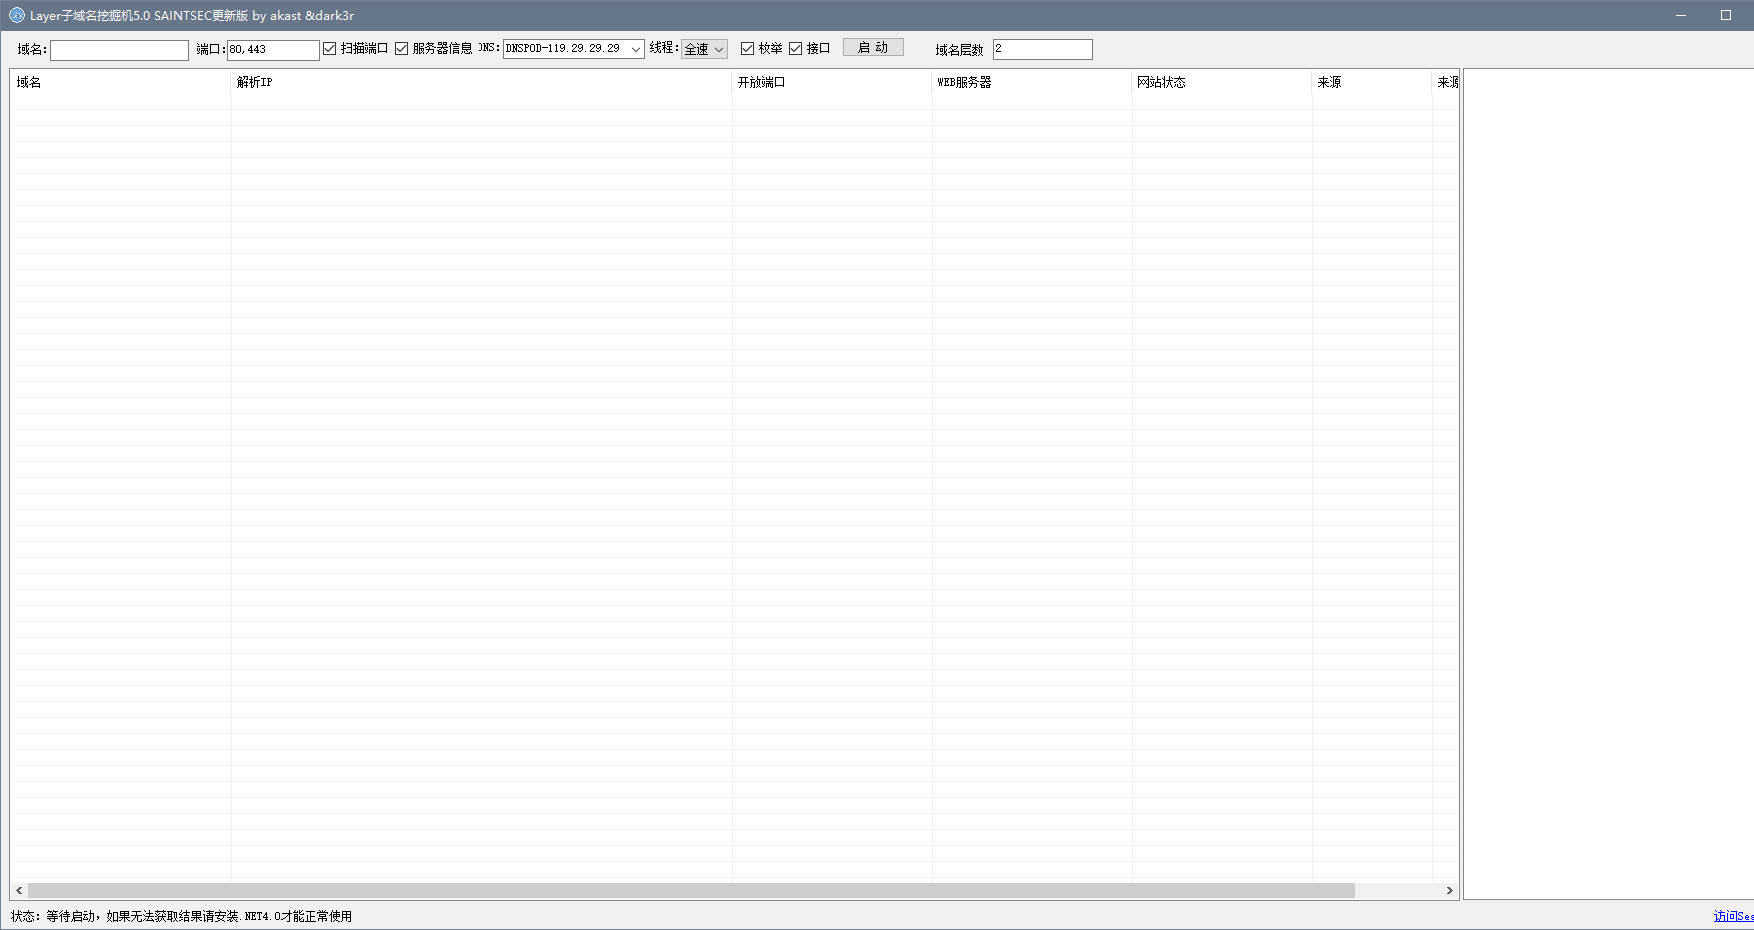 Layer子域名挖掘机5.0 SAINTSEC更新版 by akast &dark3r
域名: 端口: 80,443 扫描端口 服务器信息 DNS: DNSPOD-119.29.29.29 线程: 全速 枚举 接口 启 动 域名层数 2
域名 解析IP 开放端口 WEB服务器 网站状态 来源 来源
状态: 等待启动, 如果无法获取结果请安装.NET4.0才能正常使用
访问